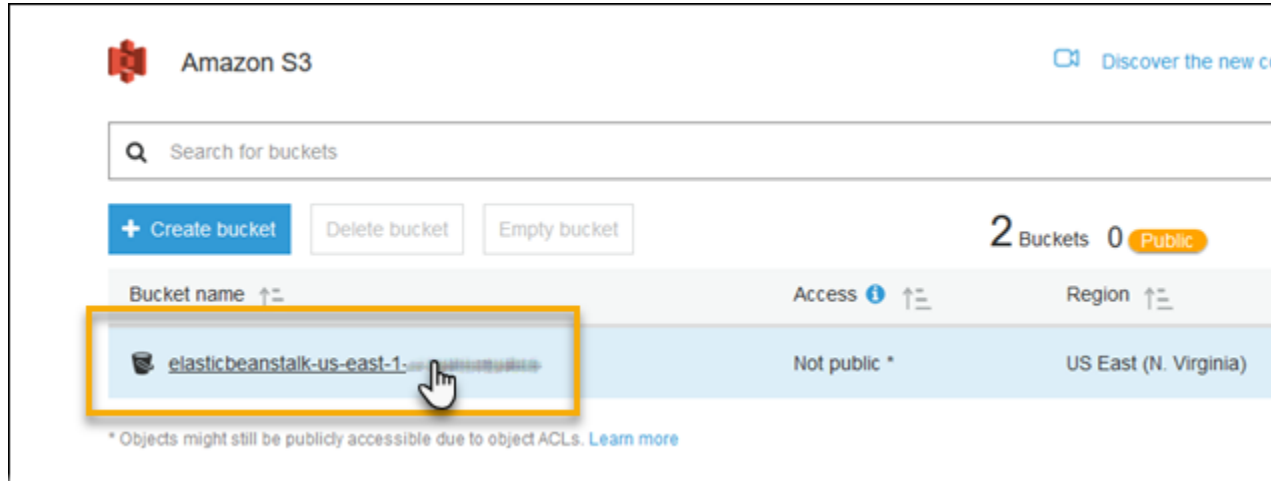 Amazon S3
Discover the new c
Search for buckets
+ Create bucket Delete bucket Empty bucket 2 Buckets 0 Public
Bucket name Access Region
elasticbeanstalk-us-east-1- Not public * US East (N. Virginia)
* Objects might still be publicly accessible due to object ACLs. Learn more